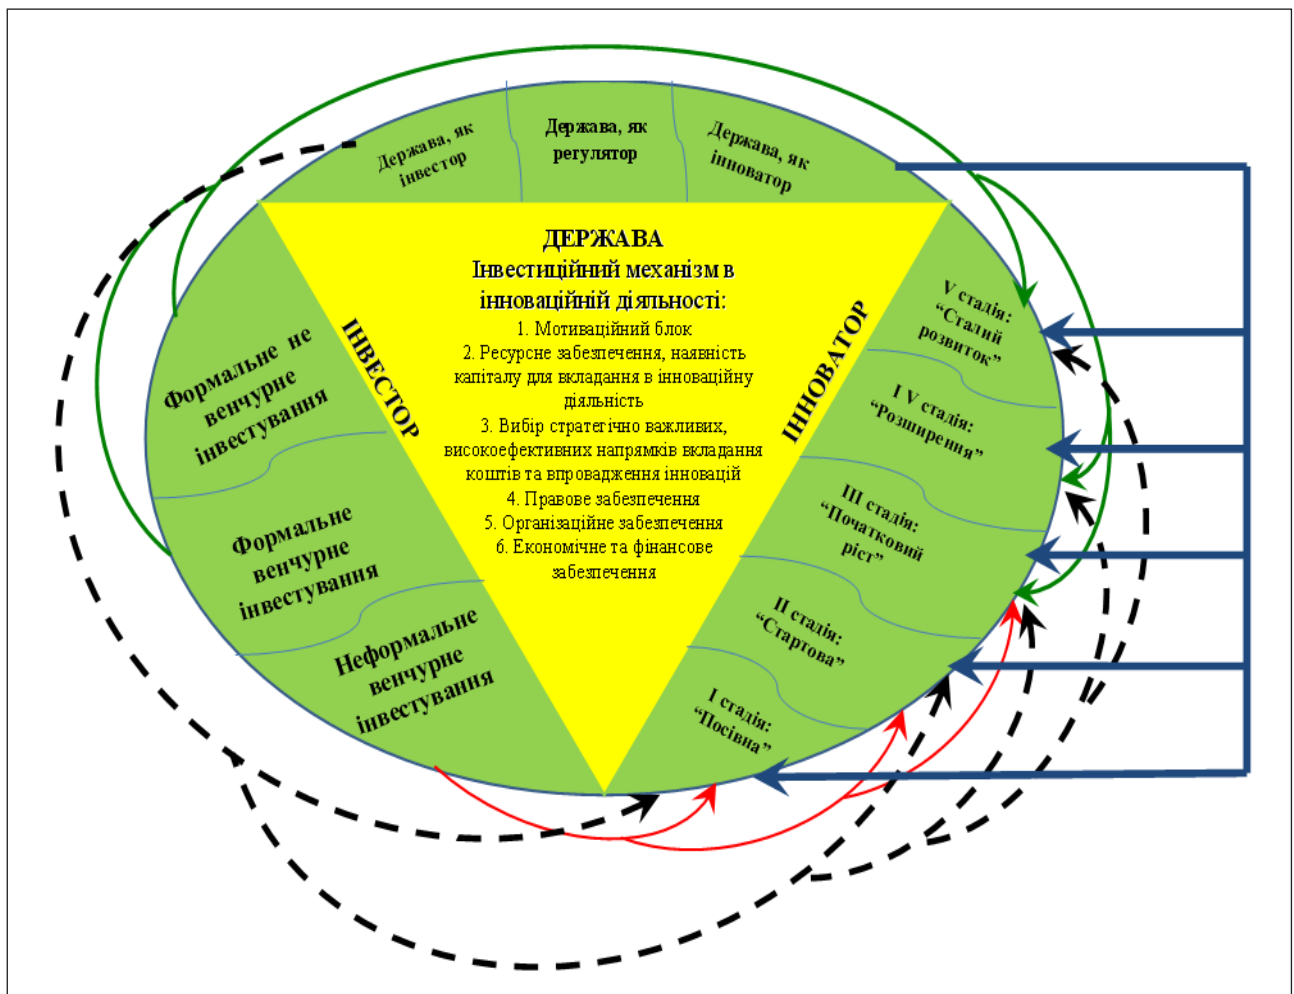 Держава, як
інвестор
Держава, як
регулятор
Держава, як
інноватор
ДЕРЖАВА
Інвестиційний механізм в
інноваційній діяльності:
1. Мотиваційний блок
2. Ресурсне забезпечення, наявність
капіталу для вкладання в інноваційну
діяльність
3. Вибір стратегічно важливих,
високоефективних напрямків вкладання
коштів та впровадження інновацій
4. Правове забезпечення
5. Організаційне забезпечення
6. Економічне та фінансове
забезпечення
ІНВЕСТОР
ІННОВАТОР
Формальне не
венчурне
інвестування
Формальне
венчурне
інвестування
Неформальне
венчурне
інвестування
V стадія:
“Сталий
розвиток”
I V стадія:
“Розширення”
III стадія:
“Початковий
ріст”
II стадія:
“Стартова”
I стадія:
“Посівна”